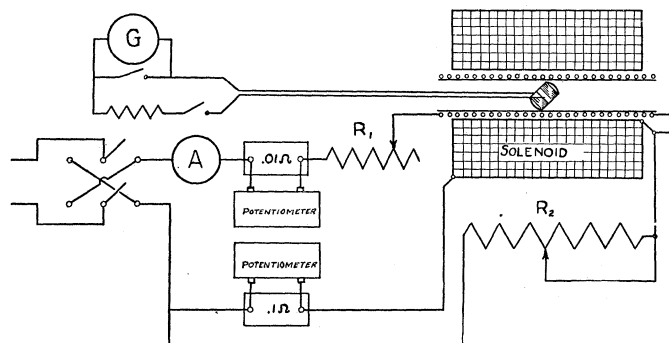 G
R1
SOLENOID
A
.01Ω
POTENTIOMETER
R2
POTENTIOMETER
.1Ω